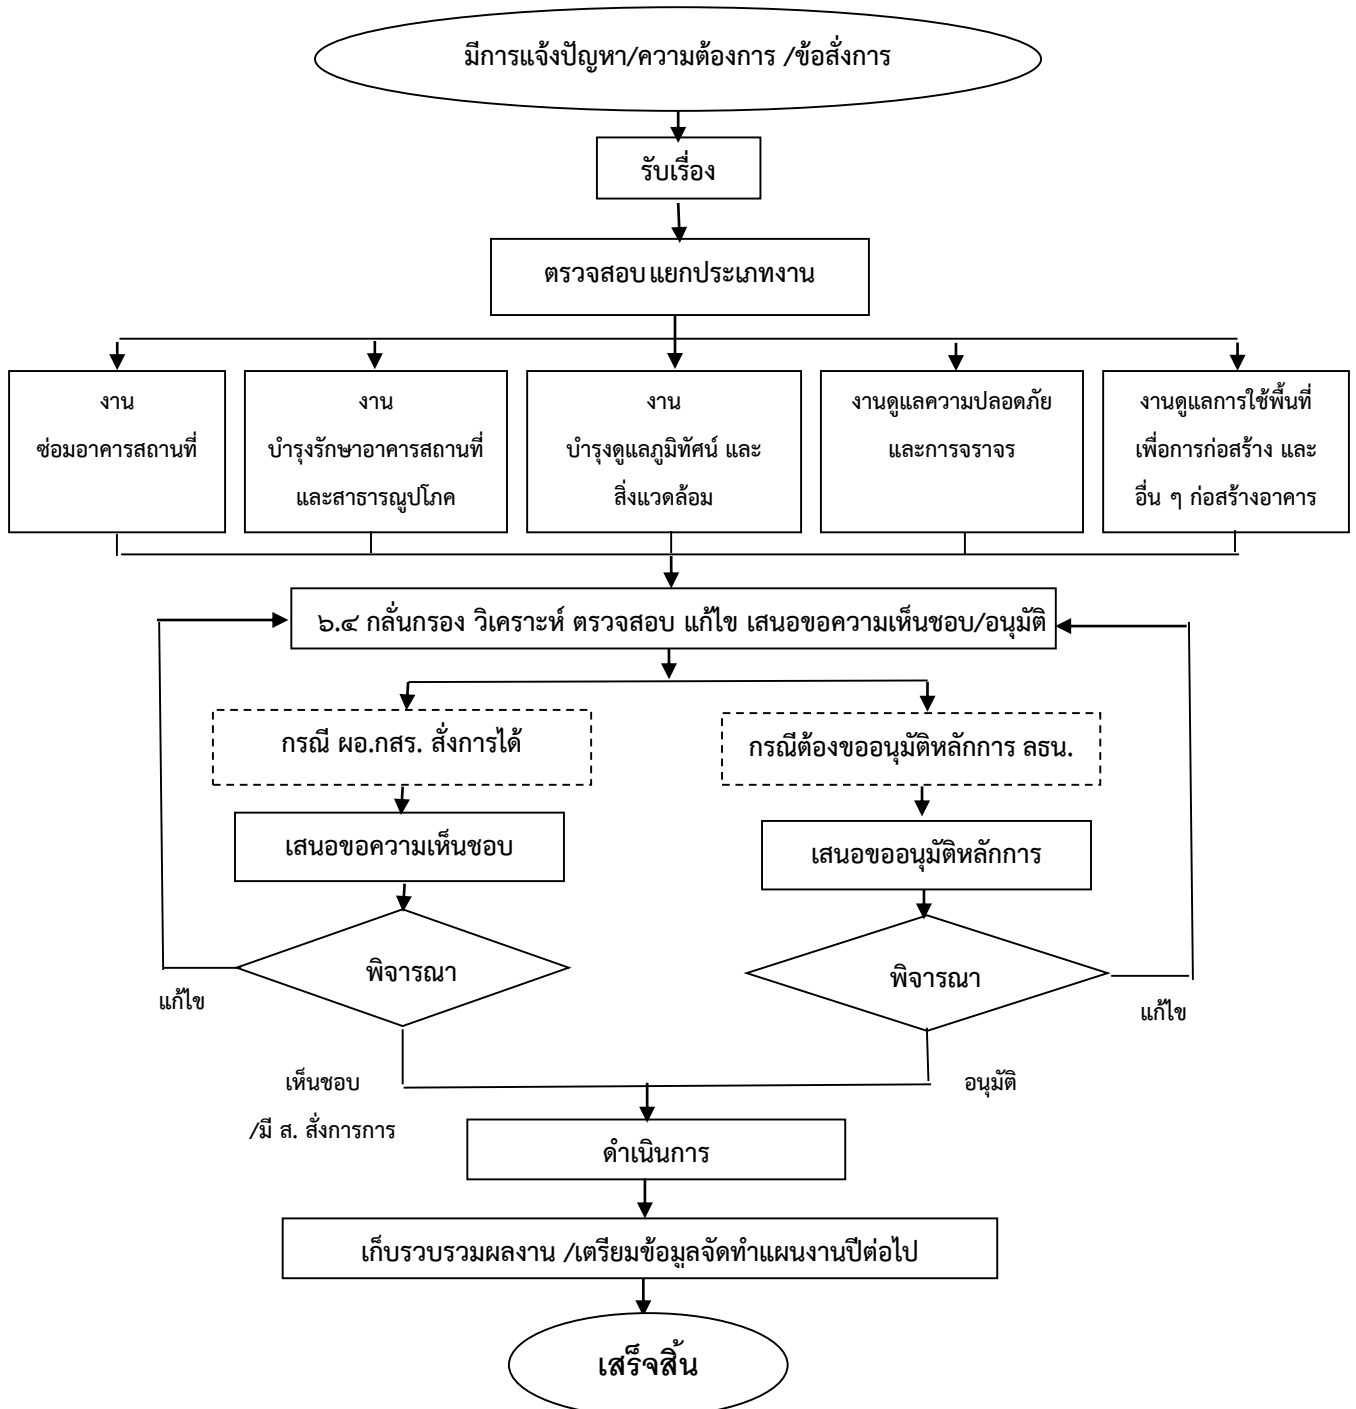 มีการแจ้งปัญหา/ความต้องการ /ข้อสั่งการ
รับเรื่อง
ตรวจสอบ แยกประเภทงาน
งาน
ซ่อมอาคารสถานที่
งาน
บำรุงรักษาอาคารสถานที่
และสาธารณูปโภค
งาน
บำรุงดูแลภูมิทัศน์ และ
สิ่งแวดล้อม
งานดูแลความปลอดภัย
และการจราจร
งานดูแลการใช้พื้นที่
เพื่อการก่อสร้าง และ
อื่น ๆ ก่อสร้างอาคาร
๖.๔ กลั่นกรอง วิเคราะห์ ตรวจสอบ แก้ไข เสนอขอความเห็นชอบ/อนุมัติ
กรณี ผอ.กสร. สั่งการได้
กรณีต้องขออนุมัติหลักการ ลธน.
เสนอขอความเห็นชอบ
เสนอขออนุมัติหลักการ
พิจารณา
พิจารณา
แก้ไข
แก้ไข
เห็นชอบ
/มี ส. สั่งการการ
อนุมัติ
ดำเนินการ
เก็บรวบรวมผลงาน /เตรียมข้อมูลจัดทำแผนงานปีต่อไป
เสร็จสิ้น